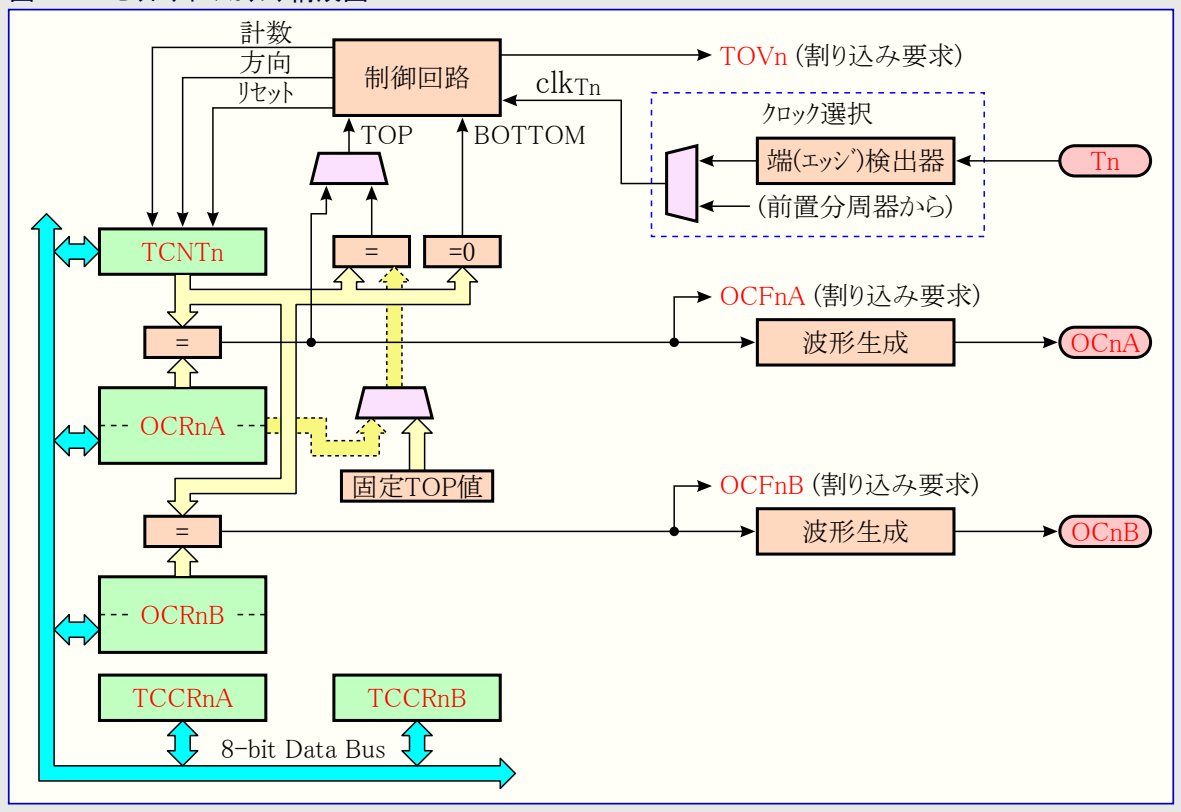 計数
方向
リセット
制御回路
TOVn (割り込み要求)
clkTn
クロック選択
TOP
BOTTOM
端(エッジ)検出器
Tn
(前置分周器から)
TCNTn
=
=0
OCFnA (割り込み要求)
=
波形生成
OCnA
OCRnA
固定TOP値
OCFnB (割り込み要求)
=
波形生成
OCnB
OCRnB
TCCRnA
TCCRnB
8-bit Data Bus